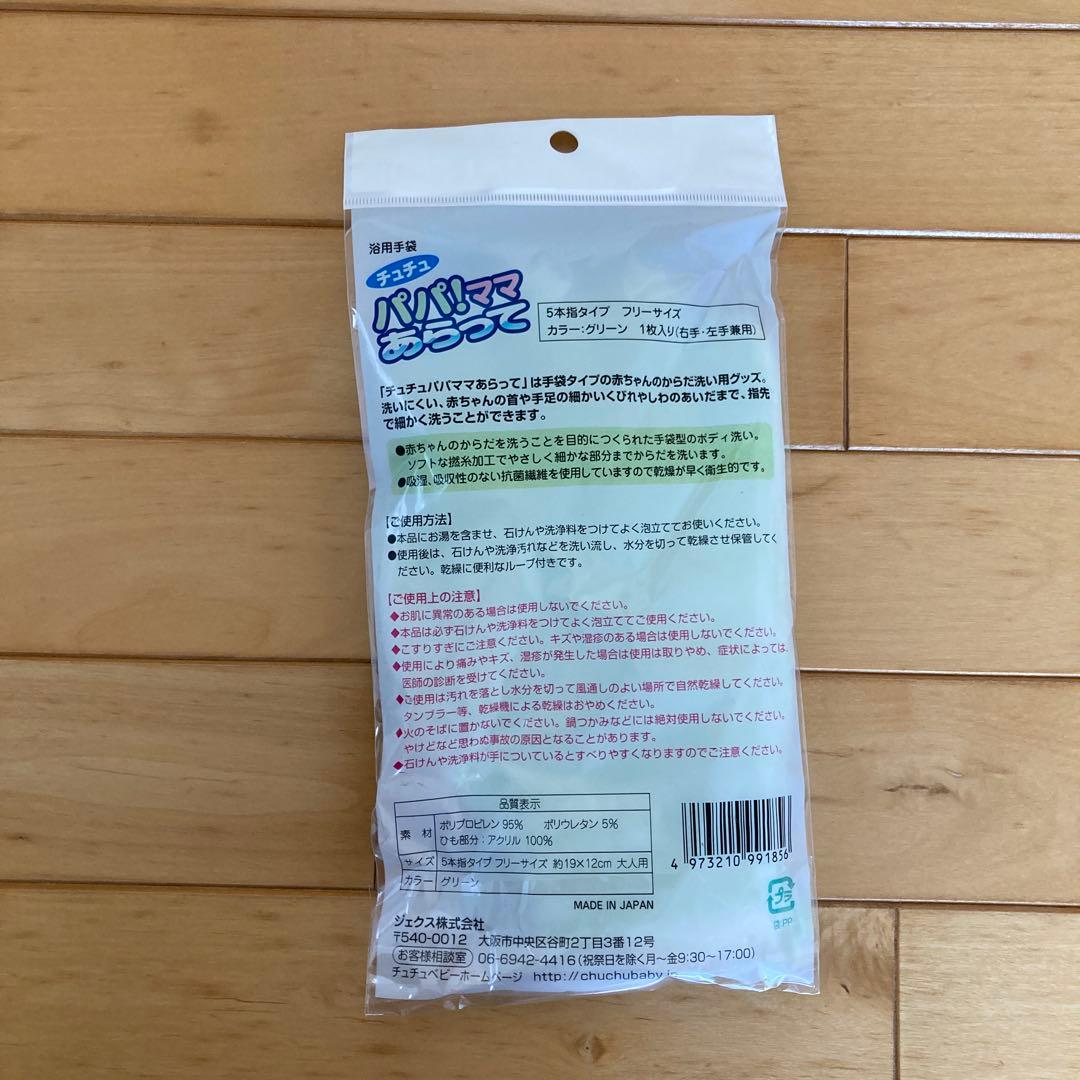 浴用手袋
チュチュ
パパ!ママ
あらって
5本指タイプ フリーサイズ
カラー:グリーン 1枚入り(右手・左手兼用)
「チュチュパパママあらって」は手袋タイプの赤ちゃんのからだ洗い用グッズ。
洗いにくい、赤ちゃんの首や手足の細かいくびれやしわのあいだまで、指先
で細かく洗うことができます。
●赤ちゃんのからだを洗うことを目的につくられた手袋型のボディ洗い。
ソフトな撚糸加工でやさしく細かな部分までからだを洗います。
●吸湿、吸収性のない抗菌繊維を使用していますので乾燥が早く衛生的です。
【ご使用方法】
●本品にお湯を含ませ、石けんや洗浄料をつけてよく泡立ててお使いください。
●使用後は、石けんや洗浄汚れなどを洗い流し、水分を切って乾燥させ保管してく
ださい。乾燥に便利なループ付きです。
【ご使用上の注意】
◆お肌に異常のある場合は使用しないでください。
◆本品は必ず石けんや洗浄料をつけてよく泡立ててご使用ください。
◆こすりすぎにご注意ください。キズや湿疹のある場合は使用しないでください。
◆使用により痛みやキズ、湿疹が発生した場合は使用は取りやめ、症状によっては、
医師の診断を受けてください。
◆ご使用は汚れを落とし水分を切って風通しのよい場所で自然乾燥してください。
タンブラー等、乾燥機による乾燥はおやめください。
◆火のそばに置かないでください。鍋つかみなどには絶対使用しないでください。
やけどなど思わぬ事故の原因となることがあります。
◆石けんや洗浄料が手についているとすべりやすくなりますのでご注意ください。
品質表示
素材 ポリプロピレン 95% ポリウレタン 5%
ひも部分:アクリル 100%
サイズ 5本指タイプ フリーサイズ 約19×12cm 大人用
カラー グリーン
4 973210 991856
MADE IN JAPAN
プラ
袋:PP
ジェクス株式会社
〒540-0012 大阪市中央区谷町2丁目3番12号
お客様相談室 06-6942-4416(祝祭日を除く月〜金9:30〜17:00)
チュチュベビーホームページ http://chuchubaby.jp